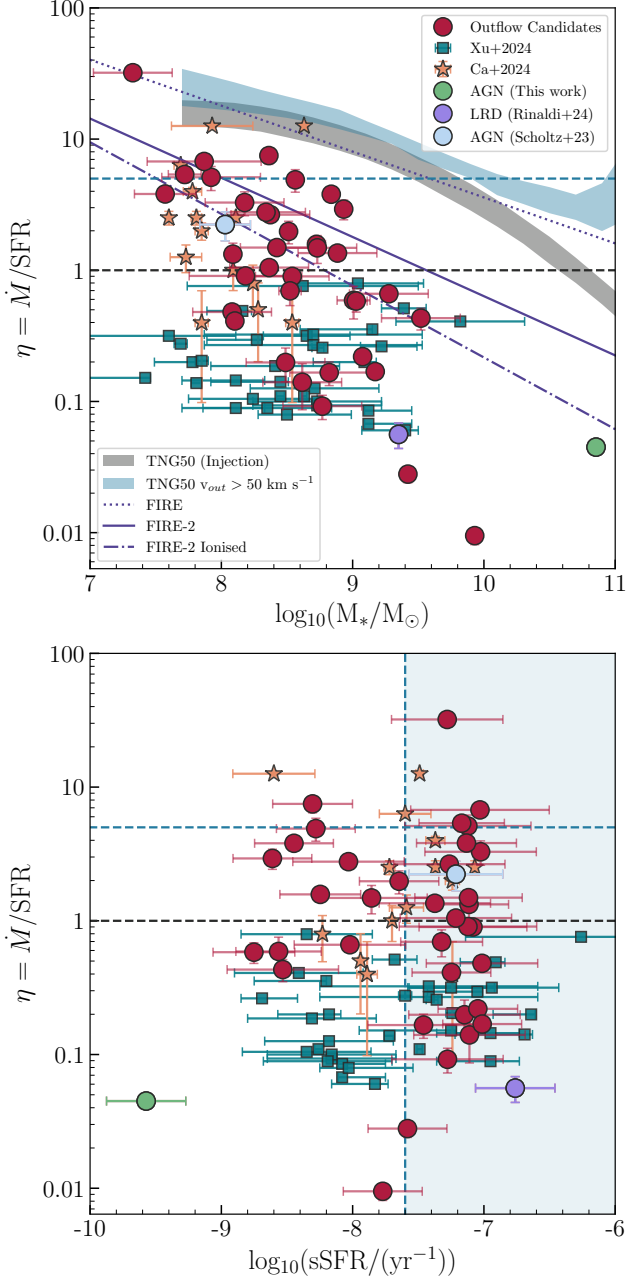 100
10
5
1
0.1
0.01
η = Ṁ/SFR
Outflow Candidates
Xu+2024
Ca+2024
AGN (This work)
LRD (Rinaldi+24)
AGN (Scholtz+23)
TNG50 (Injection)
TNG50 v_out > 50 km s⁻¹
FIRE
FIRE-2
FIRE-2 Ionised
7 8 9 10 11
log₁₀(M*/M⊙)
100
10
5
1
0.1
0.01
η = Ṁ/SFR
-10 -9 -8 -7 -6
log₁₀(sSFR/(yr⁻¹))